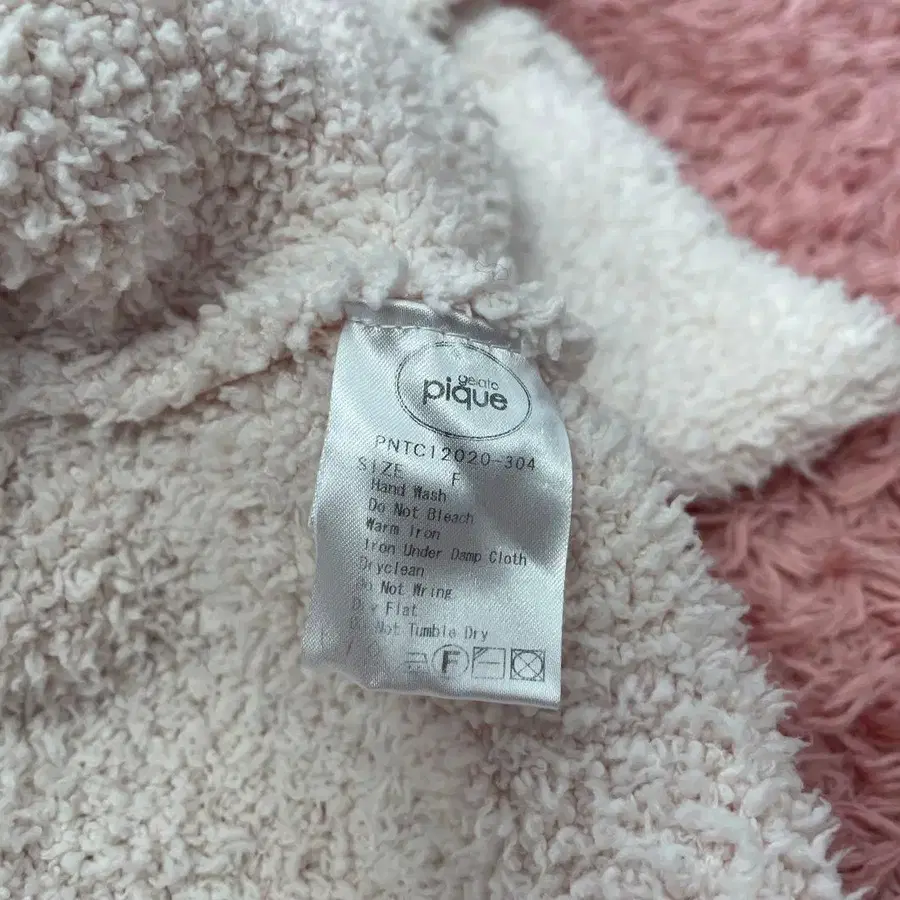 gelato
pique
PNTC12020-304
SIZE F
Hand Wash
Do Not Bleach
Warm Iron
Iron Under Damp Cloth
Dryclean
Do Not Wring
Dry Flat
Do Not Tumble Dry
F